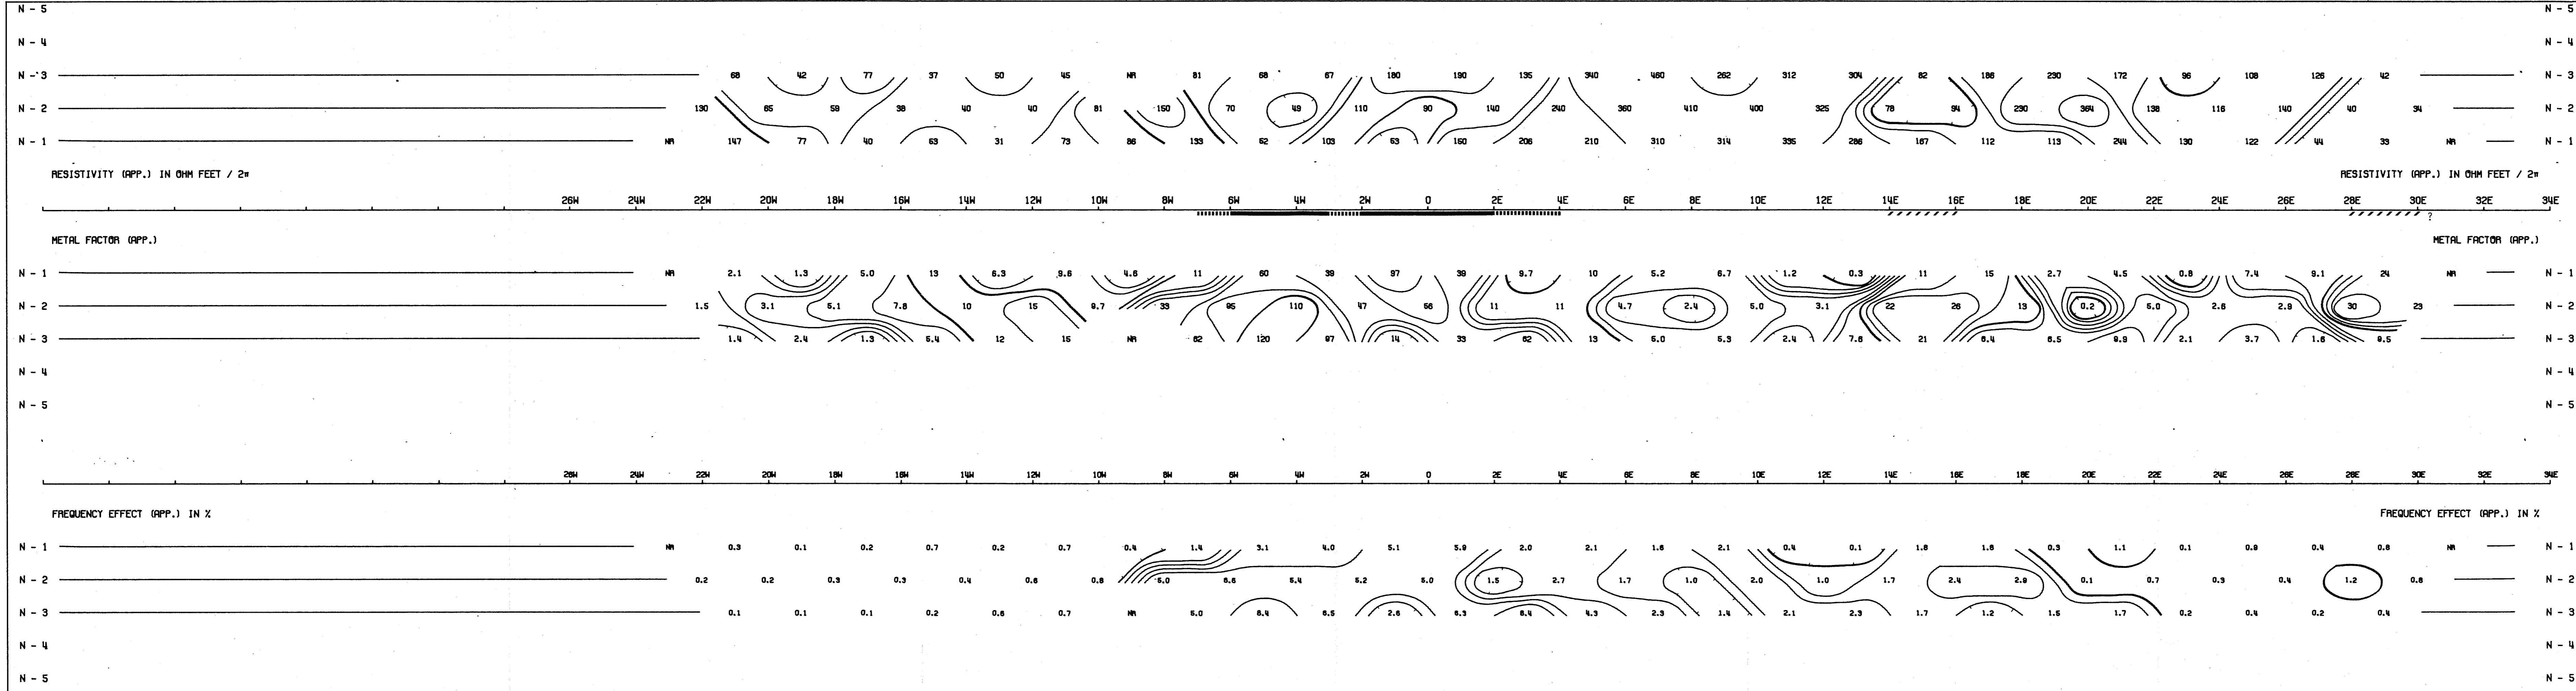 N - 5 N - 5
N - 4 N - 4
N - 3 68 42 77 37 50 45 NR 81 68 67 180 190 135 340 460 262 312 304 82 186 230 172 96 108 126 42 N - 3
N - 2 130 65 59 38 40 40 81 150 70 49 110 90 140 240 360 410 400 325 78 94 230 364 138 116 140 40 34 N - 2
N - 1 NR 147 77 40 63 31 73 86 133 62 103 63 150 206 210 310 314 335 286 167 112 113 244 130 122 44 33 NR N - 1
RESISTIVITY (APP.) IN OHM FEET / 2π RESISTIVITY (APP.) IN OHM FEET / 2π
26W 24W 22W 20W 18W 16W 14W 12W 10W 8W 6W 4W 2W 0 2E 4E 6E 8E 10E 12E 14E 16E 18E 20E 22E 24E 26E 28E 30E 32E 34E
?
METAL FACTOR (APP.) METAL FACTOR (APP.)
N - 1 NR 2.1 1.3 5.0 13 6.3 9.6 4.6 11 60 39 97 39 9.7 10 5.2 6.7 1.2 0.3 11 15 2.7 4.5 0.8 7.4 9.1 24 NR N - 1
N - 2 1.5 3.1 5.1 7.8 10 15 9.7 33 95 110 47 56 11 11 4.7 2.4 5.0 3.1 22 26 13 0.2 5.0 2.6 2.9 30 23 N - 2
N - 3 1.4 2.4 1.3 5.4 12 15 NR 62 120 97 14 33 62 13 5.0 5.3 2.4 7.6 21 6.4 6.5 9.9 2.1 3.7 1.6 9.5 N - 3
N - 4 N - 4
N - 5 N - 5
26W 24W 22W 20W 18W 16W 14W 12W 10W 8W 6W 4W 2W 0 2E 4E 6E 8E 10E 12E 14E 16E 18E 20E 22E 24E 26E 28E 30E 32E 34E
FREQUENCY EFFECT (APP.) IN % FREQUENCY EFFECT (APP.) IN %
N - 1 NR 0.3 0.1 0.2 0.7 0.2 0.7 0.4 1.4 3.1 4.0 5.1 5.9 2.0 2.1 1.6 2.1 0.4 0.1 1.8 1.8 0.3 1.1 0.1 0.9 0.4 0.8 NR N - 1
N - 2 0.2 0.2 0.3 0.3 0.4 0.6 0.8 5.0 6.6 5.4 5.2 5.0 1.5 2.7 1.7 1.0 2.0 1.0 1.7 2.4 2.9 0.1 0.7 0.3 0.4 1.2 0.8 N - 2
N - 3 0.1 0.1 0.1 0.2 0.6 0.7 NR 5.0 8.4 6.5 2.6 6.3 8.4 4.3 2.3 1.4 2.1 2.3 1.7 1.2 1.5 1.7 0.2 0.4 0.2 0.4 N - 3
N - 4 N - 4
N - 5 N - 5